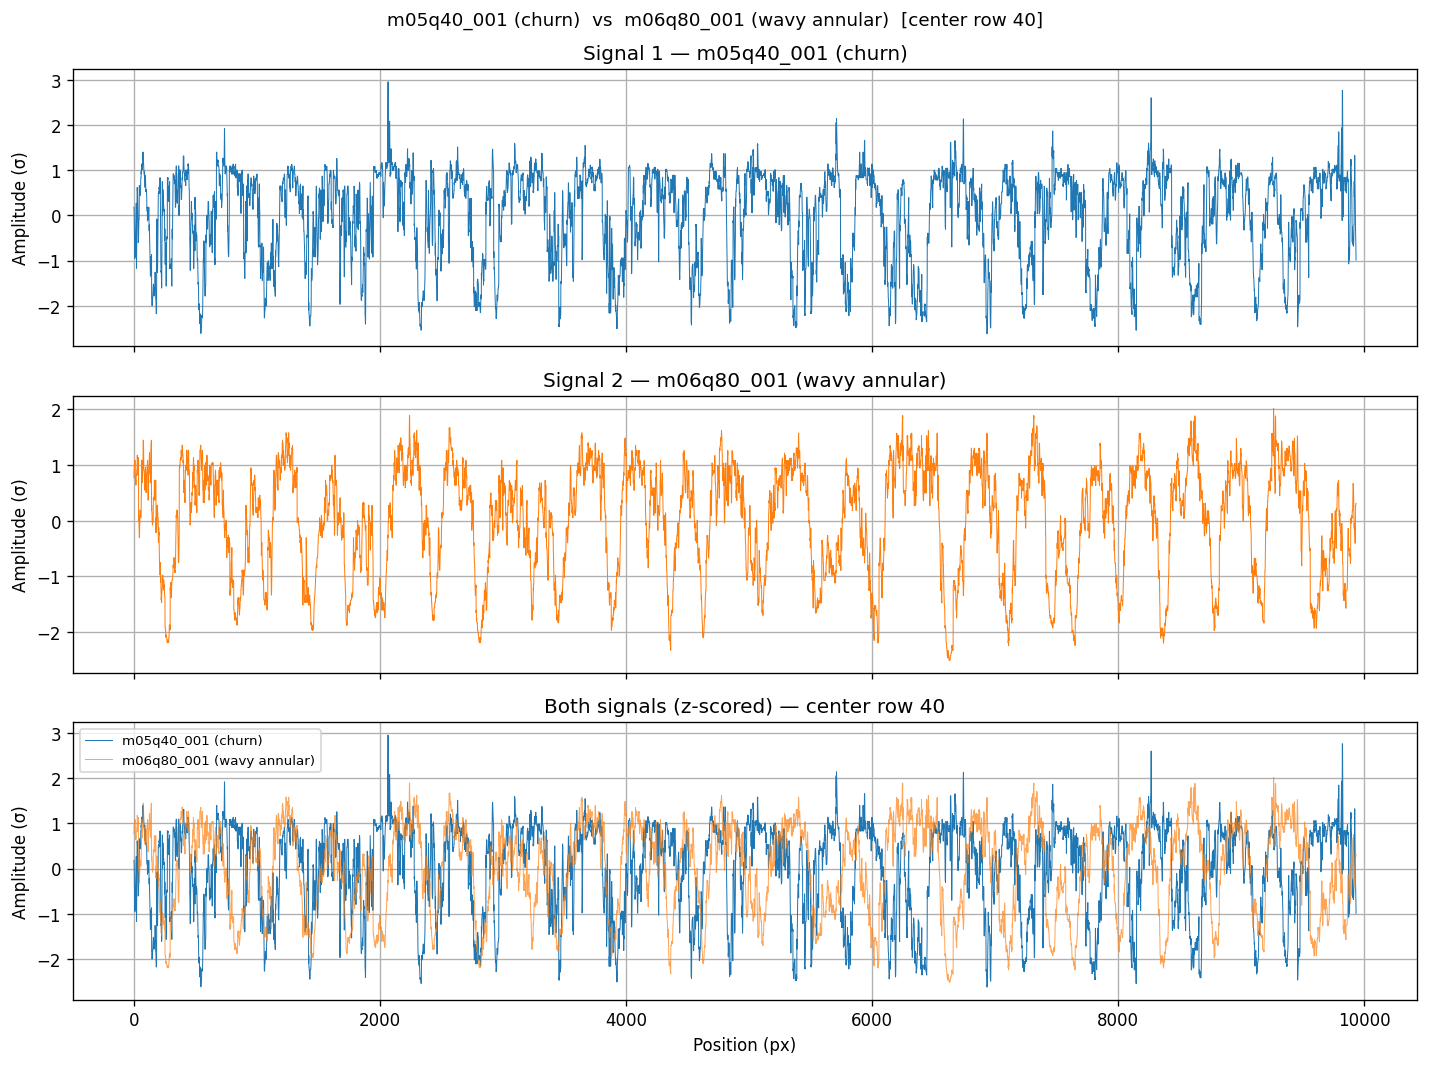 m05q40_001 (churn)  vs  m06q80_001 (wavy annular)  [center row 40]
Signal 1 — m05q40_001 (churn)
3
2
1
0
−1
−2
Amplitude (σ)
Signal 2 — m06q80_001 (wavy annular)
2
1
0
−1
−2
Amplitude (σ)
Both signals (z-scored) — center row 40
m05q40_001 (churn)
m06q80_001 (wavy annular)
3
2
1
0
−1
−2
Amplitude (σ)
0 2000 4000 6000 8000 10000
Position (px)